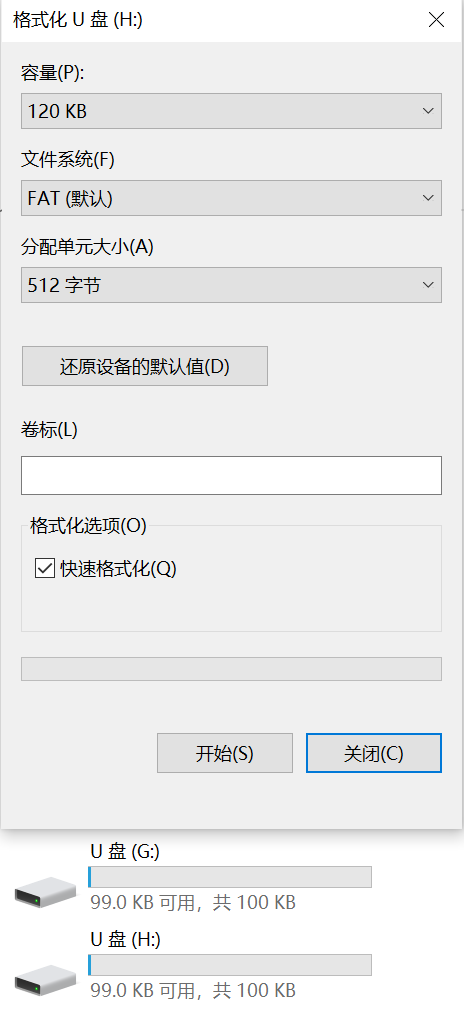 格式化 U 盘 (H:)
容量(P):
120 KB
文件系统(F)
FAT (默认)
分配单元大小(A)
512 字节
还原设备的默认值(D)
卷标(L)
格式化选项(O)
快速格式化(Q)
开始(S)
关闭(C)
U 盘 (G:)
99.0 KB 可用，共 100 KB
U 盘 (H:)
99.0 KB 可用，共 100 KB